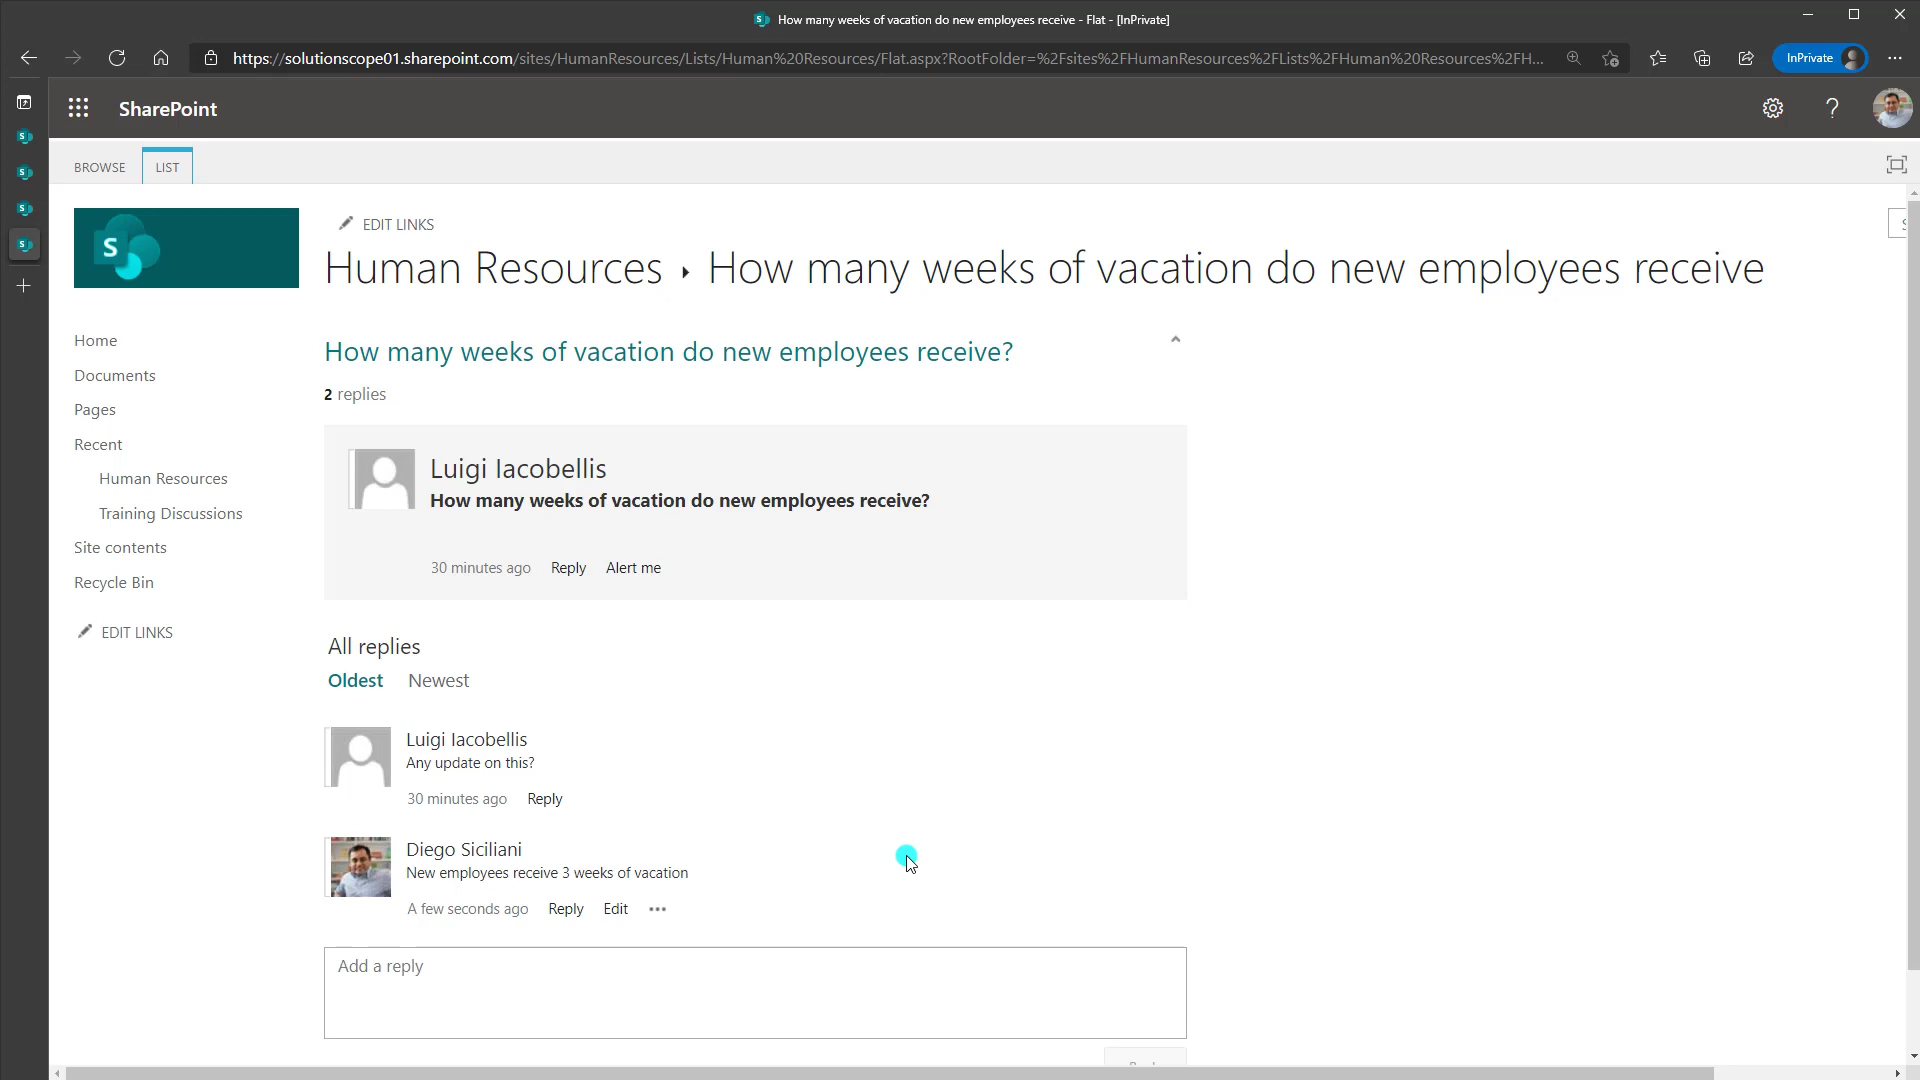 How many weeks of vacation do new employees receive - Flat - [InPrivate]
https://solutionscope01.sharepoint.com/sites/HumanResources/Lists/Human%20Resources/Flat.aspx?RootFolder=%2Fsites%2FHumanResources%2FLists%2FHuman%20Resources%2FH...
InPrivate
SharePoint
BROWSE
LIST
EDIT LINKS
Human Resources ▸ How many weeks of vacation do new employees receive
Home
Documents
Pages
Recent
Human Resources
Training Discussions
Site contents
Recycle Bin
EDIT LINKS
How many weeks of vacation do new employees receive?
2 replies
Luigi Iacobellis
How many weeks of vacation do new employees receive?
30 minutes ago Reply Alert me
All replies
Oldest Newest
Luigi Iacobellis
Any update on this?
30 minutes ago Reply
Diego Siciliani
New employees receive 3 weeks of vacation
A few seconds ago Reply Edit •••
Add a reply